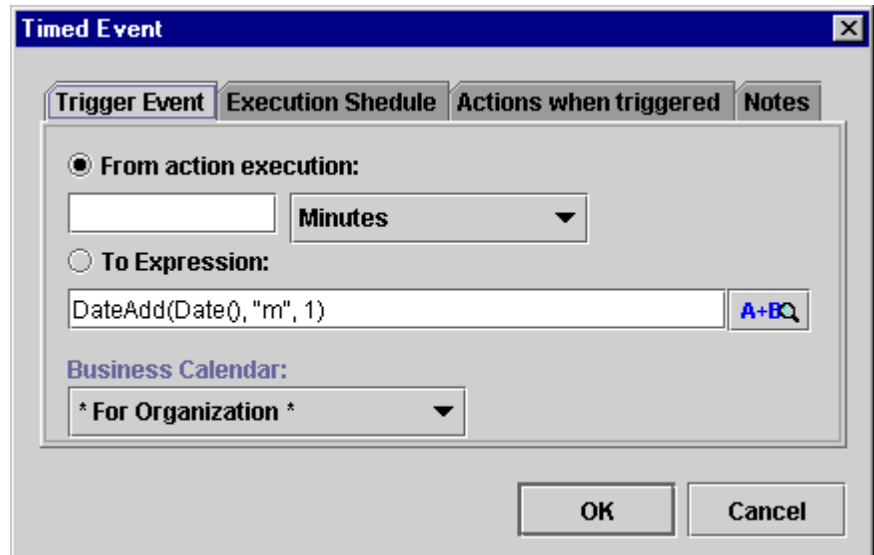 Timed Event
Trigger Event Execution Shedule Actions when triggered Notes
From action execution:
Minutes
To Expression:
DateAdd(Date(), "m", 1) A+B
Business Calendar:
* For Organization *
OK Cancel